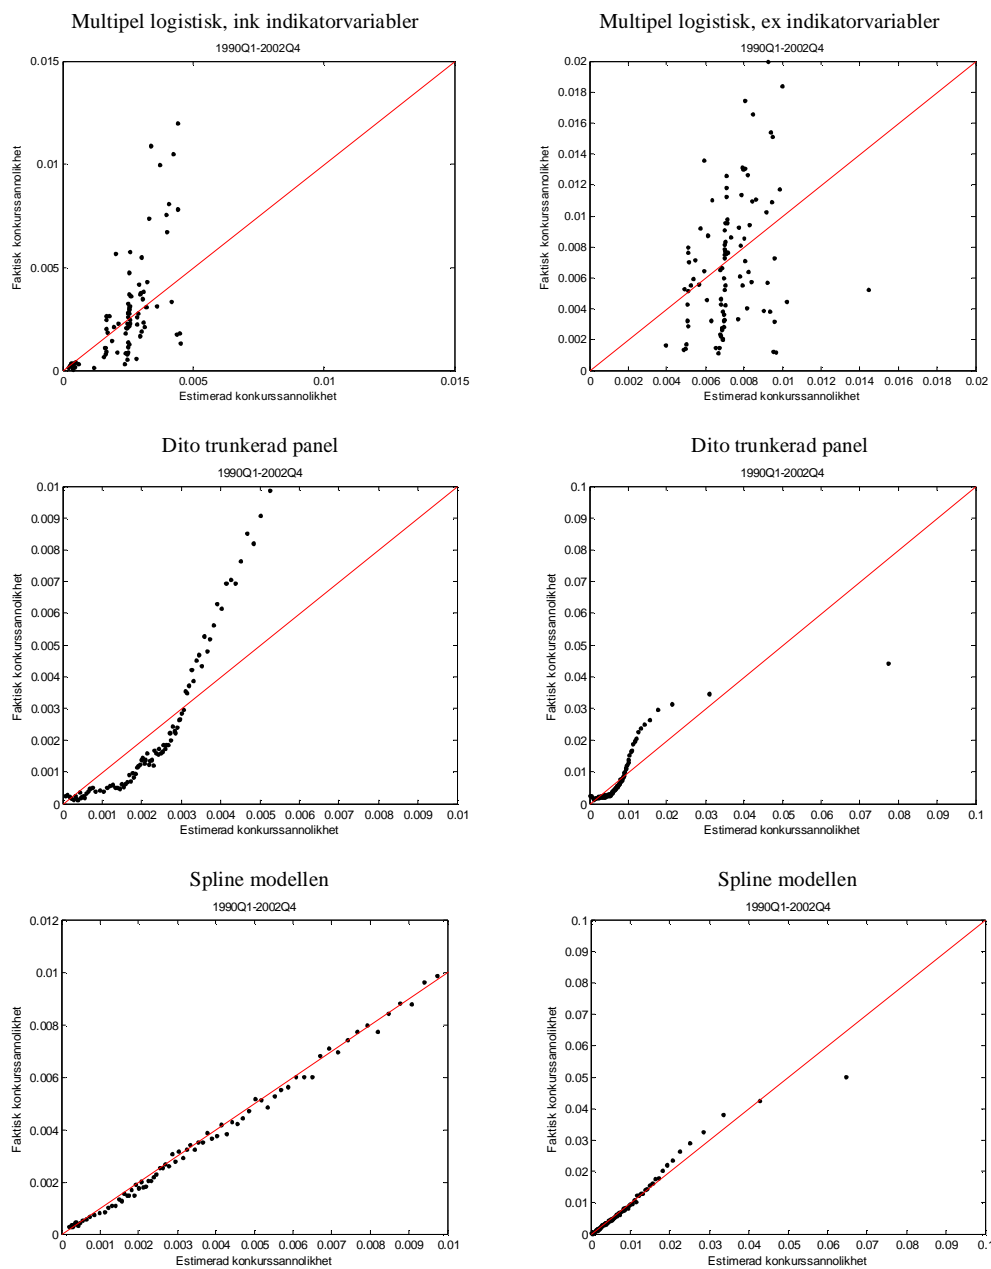 Multipel logistisk, ink indikatorvariabler
1990Q1-2002Q4
0.015
0.01
0.005
0
Faktisk konkurssannolikhet
0 0.005 0.01 0.015
Estimerad konkurssannolikhet
Multipel logistisk, ex indikatorvariabler
1990Q1-2002Q4
0.02
0.018
0.016
0.014
0.012
0.01
0.008
0.006
0.004
0.002
0
Faktisk konkurssannolikhet
0 0.002 0.004 0.006 0.008 0.01 0.012 0.014 0.016 0.018 0.02
Estimerad konkurssannolikhet
Dito trunkerad panel
1990Q1-2002Q4
0.01
0.009
0.008
0.007
0.006
0.005
0.004
0.003
0.002
0.001
0
Faktisk konkurssannolikhet
0 0.001 0.002 0.003 0.004 0.005 0.006 0.007 0.008 0.009 0.01
Estimerad konkurssannolikhet
Dito trunkerad panel
1990Q1-2002Q4
0.1
0.09
0.08
0.07
0.06
0.05
0.04
0.03
0.02
0.01
0
Faktisk konkurssannolikhet
0 0.01 0.02 0.03 0.04 0.05 0.06 0.07 0.08 0.09 0.1
Estimerad konkurssannolikhet
Spline modellen
1990Q1-2002Q4
0.012
0.01
0.008
0.006
0.004
0.002
0
Faktisk konkurssannolikhet
0 0.001 0.002 0.003 0.004 0.005 0.006 0.007 0.008 0.009 0.01
Estimerad konkurssannolikhet
Spline modellen
1990Q1-2002Q4
0.1
0.09
0.08
0.07
0.06
0.05
0.04
0.03
0.02
0.01
0
Faktisk konkurssannolikhet
0 0.01 0.02 0.03 0.04 0.05 0.06 0.07 0.08 0.09 0.1
Estimerad konkurssannolikhet